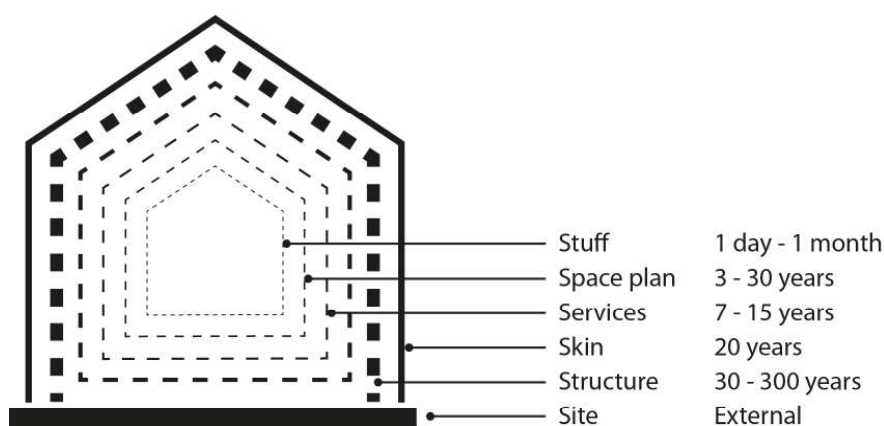 Stuff 1 day - 1 month
Space plan 3 - 30 years
Services 7 - 15 years
Skin 20 years
Structure 30 - 300 years
Site External